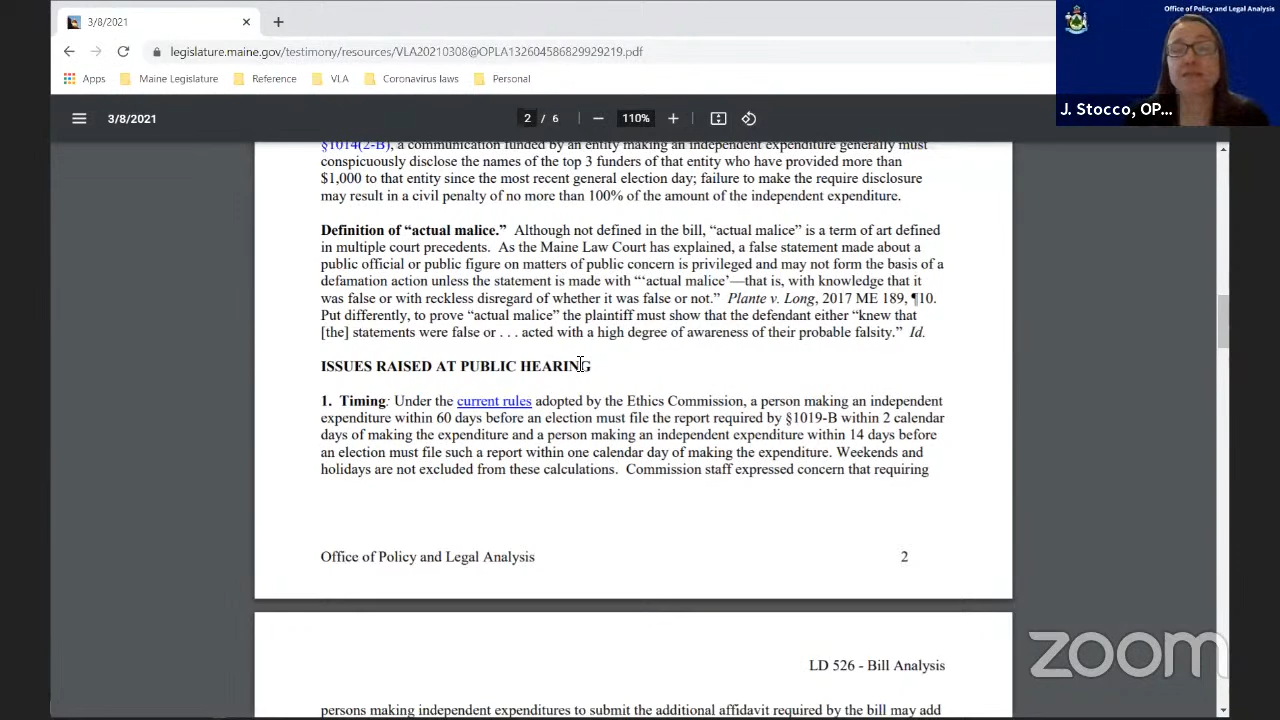 3/8/2021
Office of Policy and Legal Analysis
legislature.maine.gov/testimony/resources/VLA20210308@OPLA132604586829929219.pdf
Apps Maine Legislature Reference VLA Coronavirus laws Personal
J. Stocco, OP...
3/8/2021 2 / 6 110%
§1014(2-B), a communication funded by an entity making an independent expenditure generally must
conspicuously disclose the names of the top 3 funders of that entity who have provided more than
$1,000 to that entity since the most recent general election day; failure to make the require disclosure
may result in a civil penalty of no more than 100% of the amount of the independent expenditure.
Definition of “actual malice.” Although not defined in the bill, “actual malice” is a term of art defined
in multiple court precedents. As the Maine Law Court has explained, a false statement made about a
public official or public figure on matters of public concern is privileged and may not form the basis of a
defamation action unless the statement is made with “‘actual malice’—that is, with knowledge that it
was false or with reckless disregard of whether it was false or not.” Plante v. Long, 2017 ME 189, ¶10.
Put differently, to prove “actual malice” the plaintiff must show that the defendant either “knew that
[the] statements were false or . . . acted with a high degree of awareness of their probable falsity.” Id.
ISSUES RAISED AT PUBLIC HEARING
1. Timing: Under the current rules adopted by the Ethics Commission, a person making an independent
expenditure within 60 days before an election must file the report required by §1019-B within 2 calendar
days of making the expenditure and a person making an independent expenditure within 14 days before
an election must file such a report within one calendar day of making the expenditure. Weekends and
holidays are not excluded from these calculations. Commission staff expressed concern that requiring
Office of Policy and Legal Analysis 2
LD 526 - Bill Analysis
persons making independent expenditures to submit the additional affidavit required by the bill may add
zoom